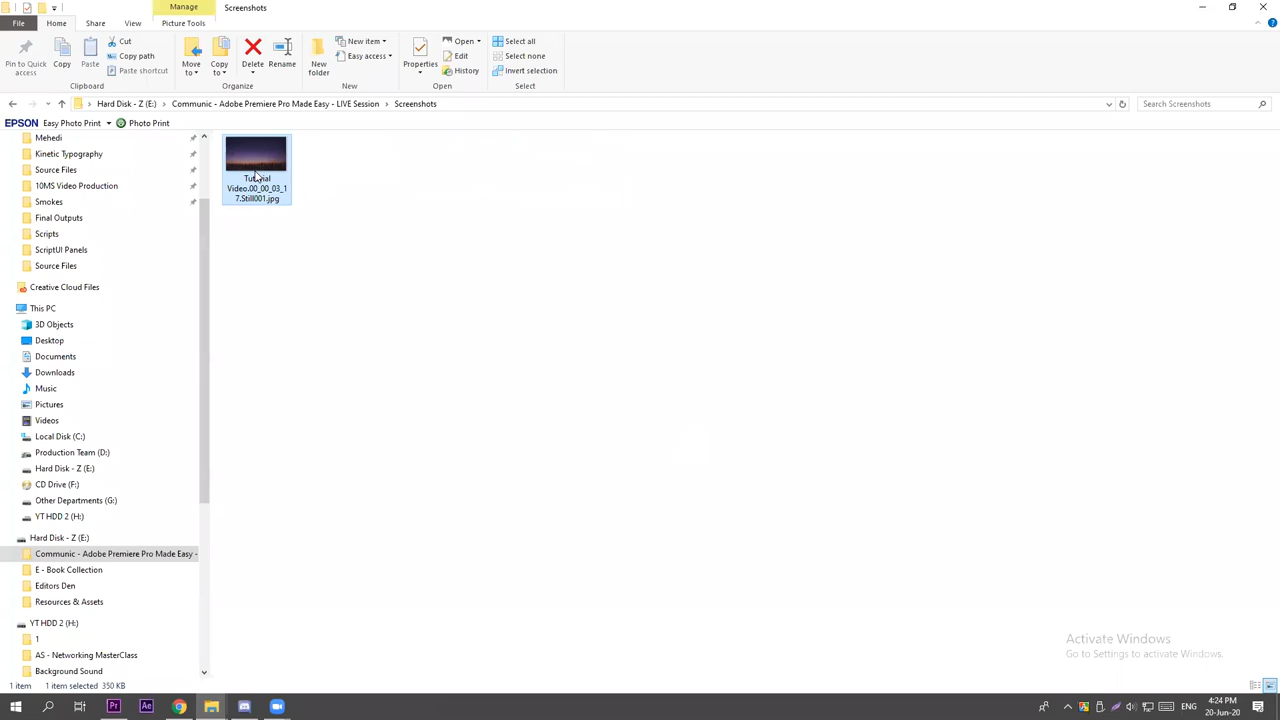 Manage
Screenshots
File
Home
Share
View
Picture Tools
Pin to Quick access
Copy
Paste
Cut
Copy path
Paste shortcut
Clipboard
Move to
Copy to
Delete
Rename
Organize
New folder
New item
Easy access
New
Properties
Open
Edit
History
Open
Select all
Select none
Invert selection
Select
Hard Disk - Z (E:) › Communic - Adobe Premiere Pro Made Easy - LIVE Session › Screenshots
Search Screenshots
EPSON Easy Photo Print Photo Print
Mehedi
Kinetic Typography
Source Files
10MS Video Production
Smokes
Final Outputs
Scripts
ScriptUI Panels
Source Files
Creative Cloud Files
This PC
3D Objects
Desktop
Documents
Downloads
Music
Pictures
Videos
Local Disk (C:)
Production Team (D:)
Hard Disk - Z (E:)
CD Drive (F:)
Other Departments (G:)
YT HDD 2 (H:)
Hard Disk - Z (E:)
Communic - Adobe Premiere Pro Made Easy -
E - Book Collection
Editors Den
Resources & Assets
YT HDD 2 (H:)
1
AS - Networking MasterClass
Background Sound
Tutorial
Video.00_00_03_1
7.Still001.jpg
Activate Windows
Go to Settings to activate Windows.
1 item 1 item selected 350 KB
Pr
Ae
ENG
4:24 PM
20-Jun-20